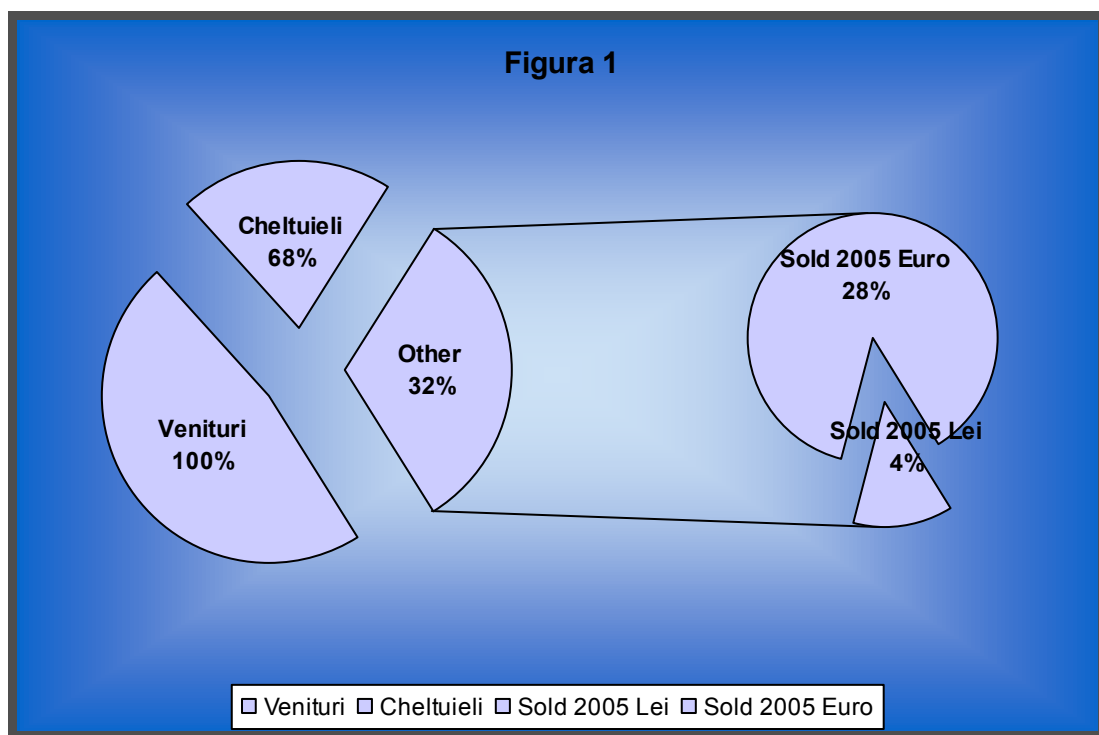 Figura 1
Cheltuieli
68%
Other
32%
Venituri
100%
Sold 2005 Euro
28%
Sold 2005 Lei
4%
Venituri Cheltuieli Sold 2005 Lei Sold 2005 Euro